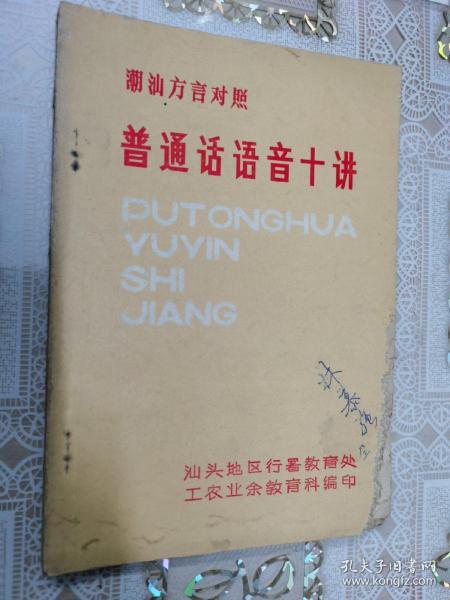 潮汕方言对照
普通话语音十讲
PUTONGHUA
YUYIN
SHI
JIANG
汕头地区行署教育处
工农业余教育科编印
孔夫子旧书网
www.kongfz.com